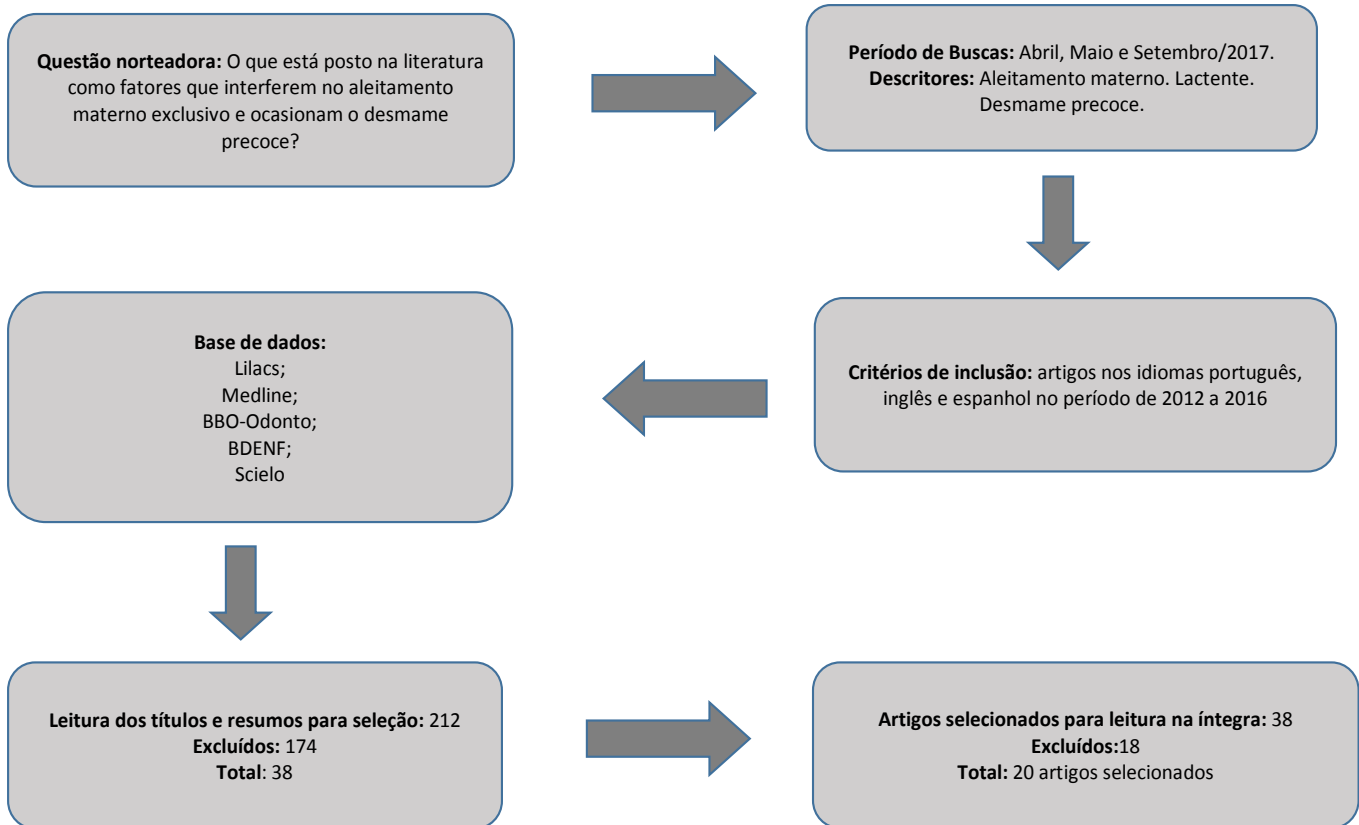 Questão norteadora: O que está posto na literatura
como fatores que interferem no aleitamento
materno exclusivo e ocasionam o desmame
precoce?
Período de Buscas: Abril, Maio e Setembro/2017.
Descritores: Aleitamento materno. Lactente.
Desmame precoce.
Critérios de inclusão: artigos nos idiomas português,
inglês e espanhol no período de 2012 a 2016
Base de dados:
Lilacs;
Medline;
BBO-Odonto;
BDENF;
Scielo
Leitura dos títulos e resumos para seleção: 212
Excluídos: 174
Total: 38
Artigos selecionados para leitura na íntegra: 38
Excluídos:18
Total: 20 artigos selecionados